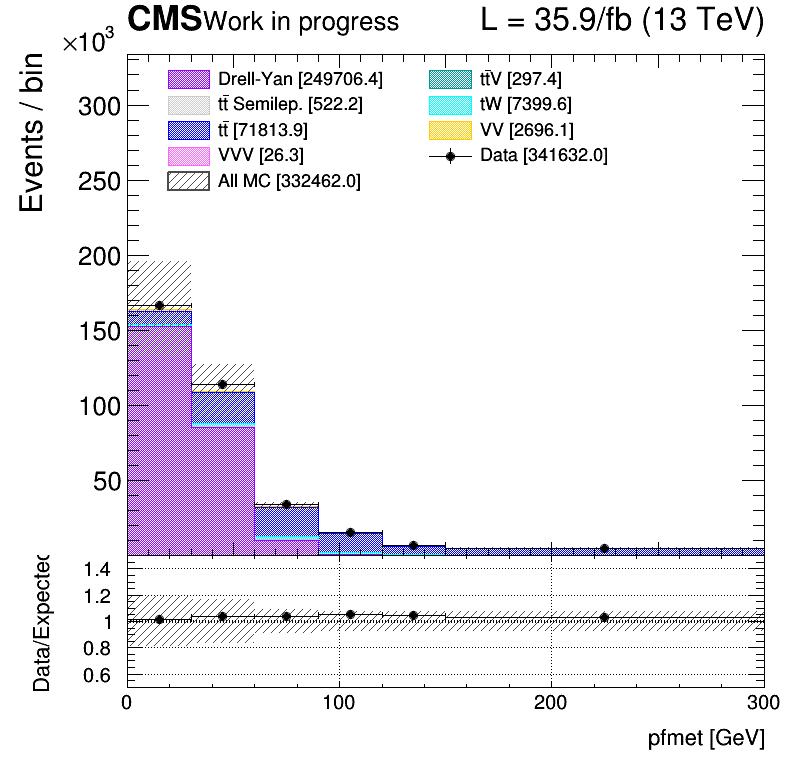 CMS Work in progress L = 35.9/fb (13 TeV)
×10³
Events / bin
Drell-Yan [249706.4]
tt̄ Semilep. [522.2]
tt̄ [71813.9]
VVV [26.3]
All MC [332462.0]
tt̄V [297.4]
tW [7399.6]
VV [2696.1]
Data [341632.0]
300
250
200
150
100
50
Data/Expected
1.4
1.2
1
0.8
0.6
0 100 200 300
pfmet [GeV]